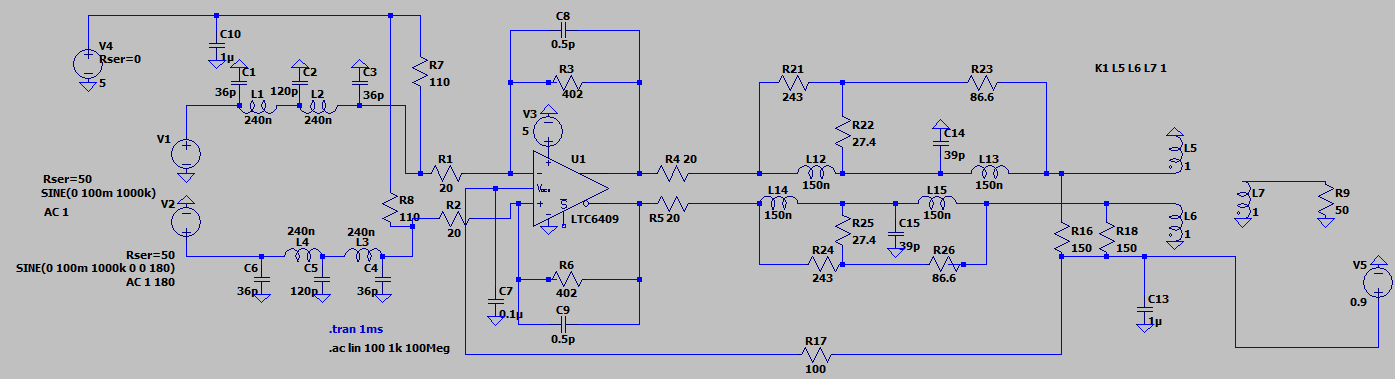 C8
0.5p
V4
Rser=0
5
C10
1µ
R7
110
R3
402
R21
243
R23
86.6
K1 L5 L6 L7 1
C1
36p
C2
120p
C3
36p
L1
240n
L2
240n
V3
5
R22
27.4
C14
39p
V1
Rser=50
SINE(0 100m 1000k)
AC 1
R1
20
U1
LTC6409
R4 20
L12
150n
L13
150n
L5
1
V2
R8
110
R2
20
R5 20
L14
150n
L15
150n
L7
1
R9
50
L6
1
Rser=50
SINE(0 100m 1000k 0 0 180)
AC 1 180
240n
L4
240n
L3
R25
27.4
C15
39p
R16
150
R18
150
C6
36p
C5
120p
C4
36p
R6
402
R24
243
R26
86.6
V5
0.9
C7
0.1µ
C9
0.5p
C13
1µ
.tran 1ms
.ac lin 100 1k 100Meg
R17
100